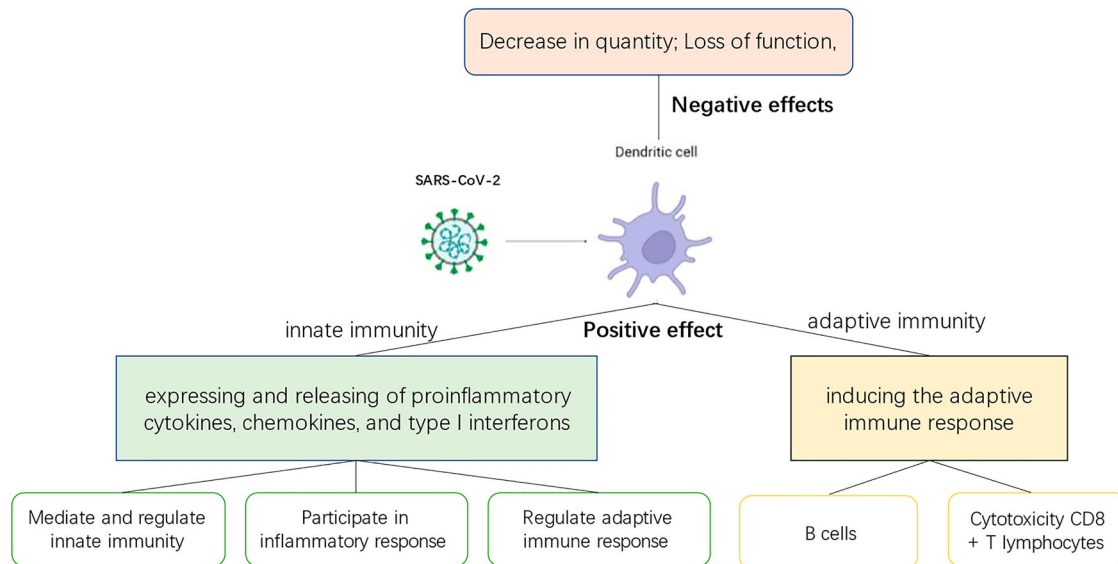 Decrease in quantity; Loss of function,
Negative effects
Dendritic cell
SARS-CoV-2
innate immunity
Positive effect
adaptive immunity
expressing and releasing of proinflammatory
cytokines, chemokines, and type I interferons
inducing the adaptive
immune response
Mediate and regulate
innate immunity
Participate in
inflammatory response
Regulate adaptive
immune response
B cells
Cytotoxicity CD8
+ T lymphocytes